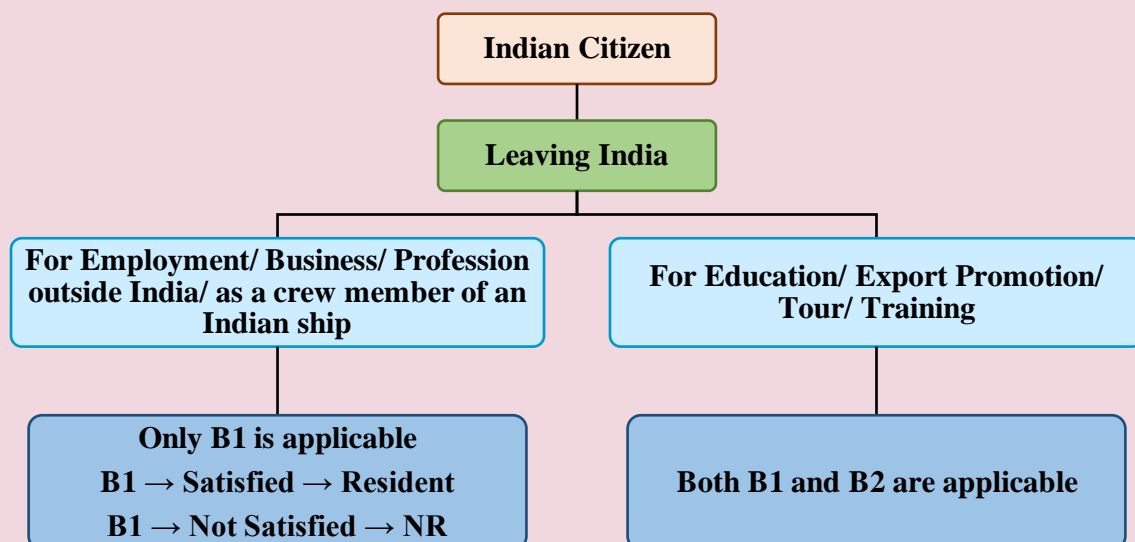 Indian Citizen
Leaving India
For Employment/ Business/ Profession
outside India/ as a crew member of an
Indian ship
For Education/ Export Promotion/
Tour/ Training
Only B1 is applicable
B1 → Satisfied → Resident
B1 → Not Satisfied → NR
Both B1 and B2 are applicable